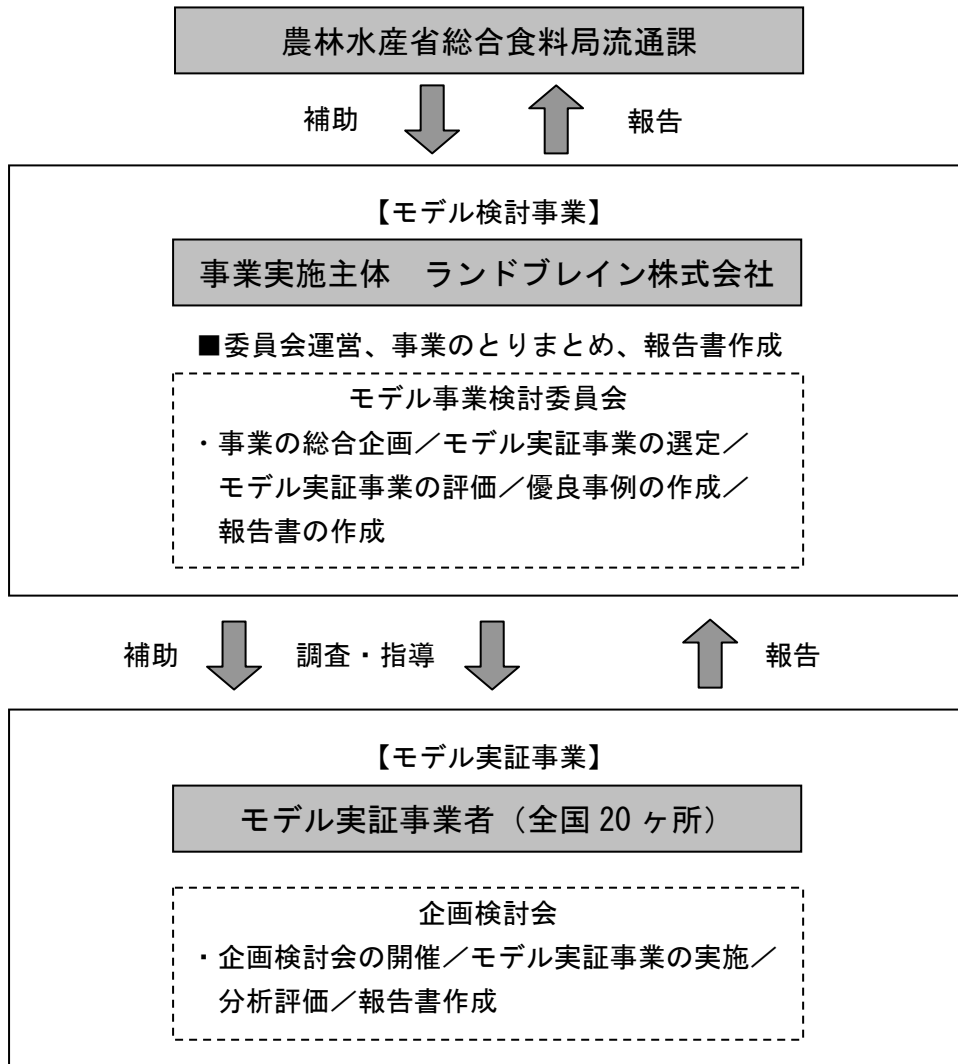 農林水産省総合食料局流通課
補助 報告
【モデル検討事業】
事業実施主体　ランドブレイン株式会社
■委員会運営、事業のとりまとめ、報告書作成
モデル事業検討委員会
・事業の総合企画／モデル実証事業の選定／
モデル実証事業の評価／優良事例の作成／
報告書の作成
補助 調査・指導 報告
【モデル実証事業】
モデル実証事業者（全国 20 ヶ所）
企画検討会
・企画検討会の開催／モデル実証事業の実施／
分析評価／報告書作成